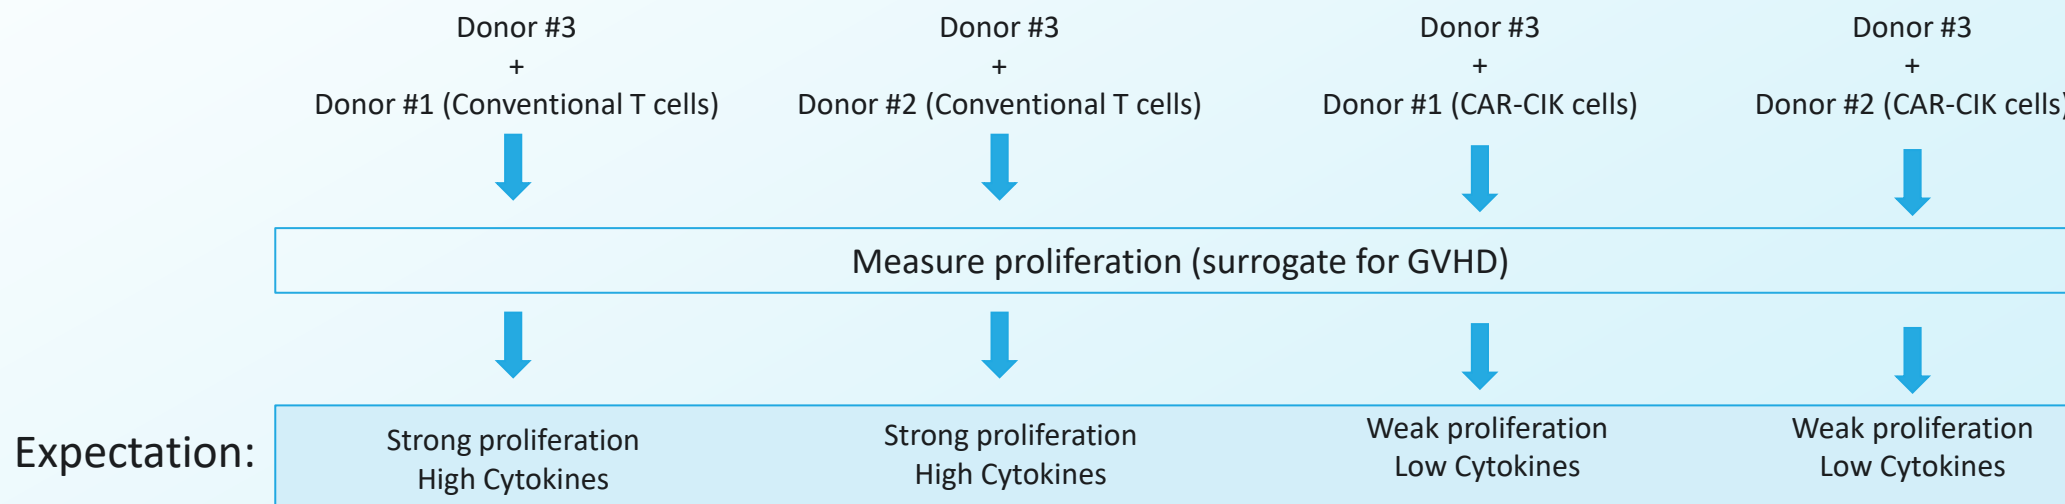 Donor #3
+
Donor #1 (Conventional T cells)
Donor #3
+
Donor #2 (Conventional T cells)
Donor #3
+
Donor #1 (CAR-CIK cells)
Donor #3
+
Donor #2 (CAR-CIK cells)
Measure proliferation (surrogate for GVHD)
Expectation:
Strong proliferation
High Cytokines
Strong proliferation
High Cytokines
Weak proliferation
Low Cytokines
Weak proliferation
Low Cytokines